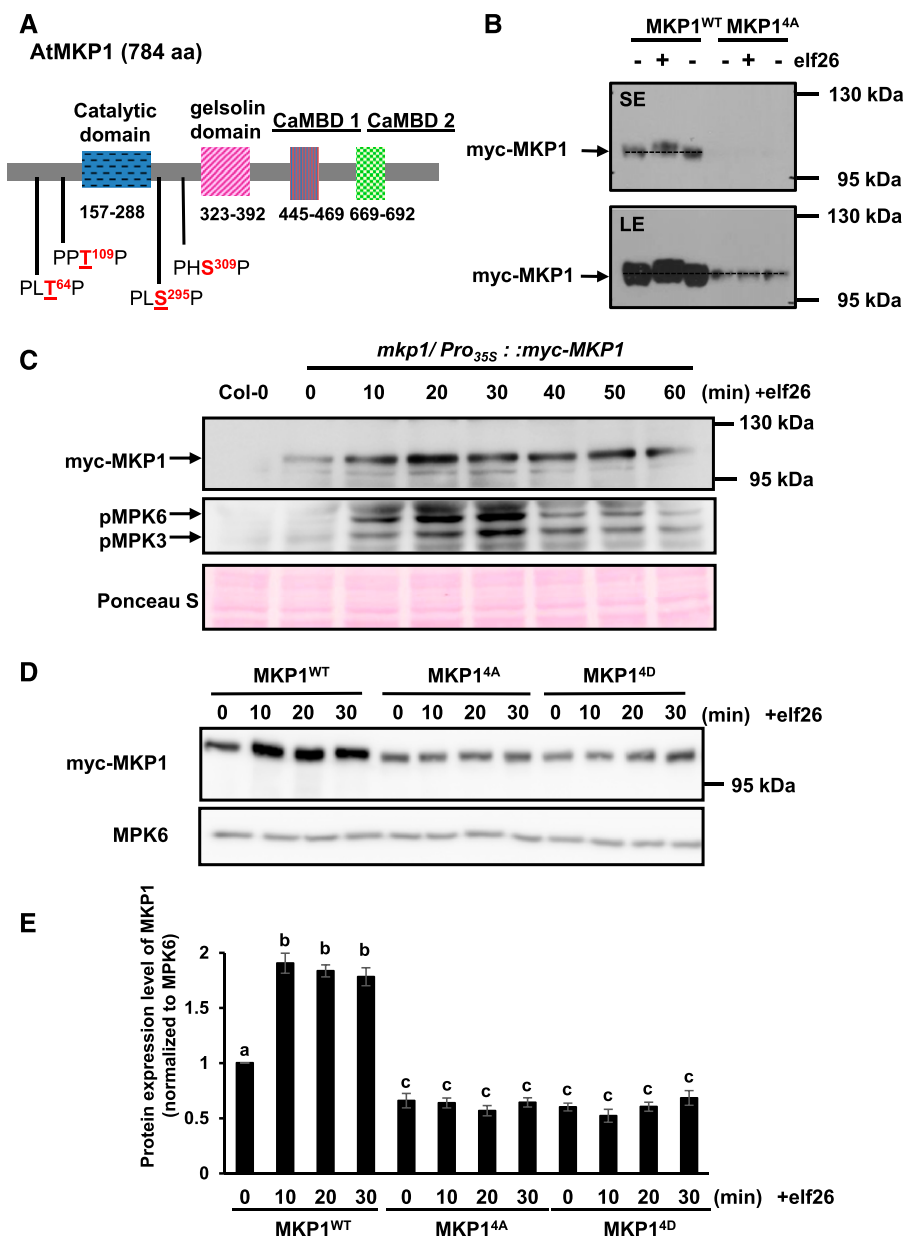 A
AtMKP1 (784 aa)
Catalytic domain
gelsolin domain
CaMBD 1
CaMBD 2
157-288
323-392
445-469
669-692
PLT64P
PPT109P
PLS295P
PHS309P
B
MKP1WT MKP14A
- + - - + - elf26
SE
130 kDa
myc-MKP1
95 kDa
LE
130 kDa
myc-MKP1
95 kDa
C
mkp1/ Pro35S : :myc-MKP1
Col-0 0 10 20 30 40 50 60 (min) +elf26
130 kDa
myc-MKP1
95 kDa
pMPK6
pMPK3
Ponceau S
D
MKP1WT MKP14A MKP14D
0 10 20 30 0 10 20 30 0 10 20 30 (min) +elf26
myc-MKP1
95 kDa
MPK6
E
Protein expression level of MKP1
(normalized to MPK6)
2
1.5
1
0.5
0
a b b b c c c c c c c c
0 10 20 30 0 10 20 30 0 10 20 30 (min) +elf26
MKP1WT MKP14A MKP14D